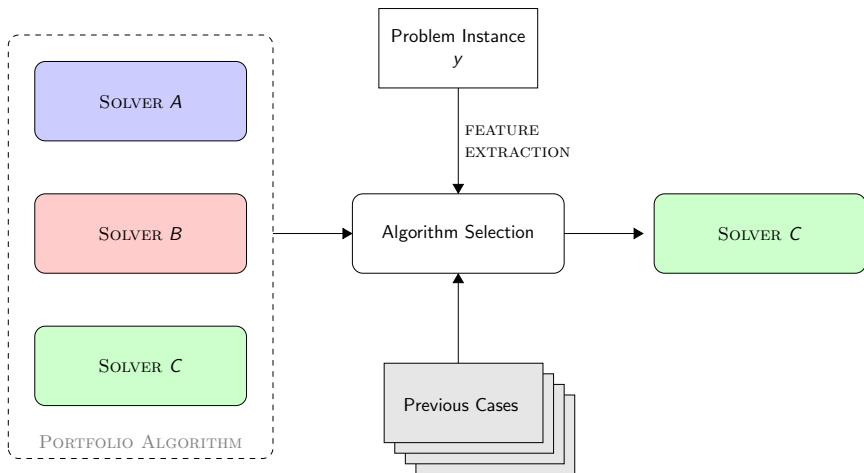 Problem Instance
y
SOLVER A
FEATURE
EXTRACTION
SOLVER B
Algorithm Selection
SOLVER C
SOLVER C
Previous Cases
PORTFOLIO ALGORITHM